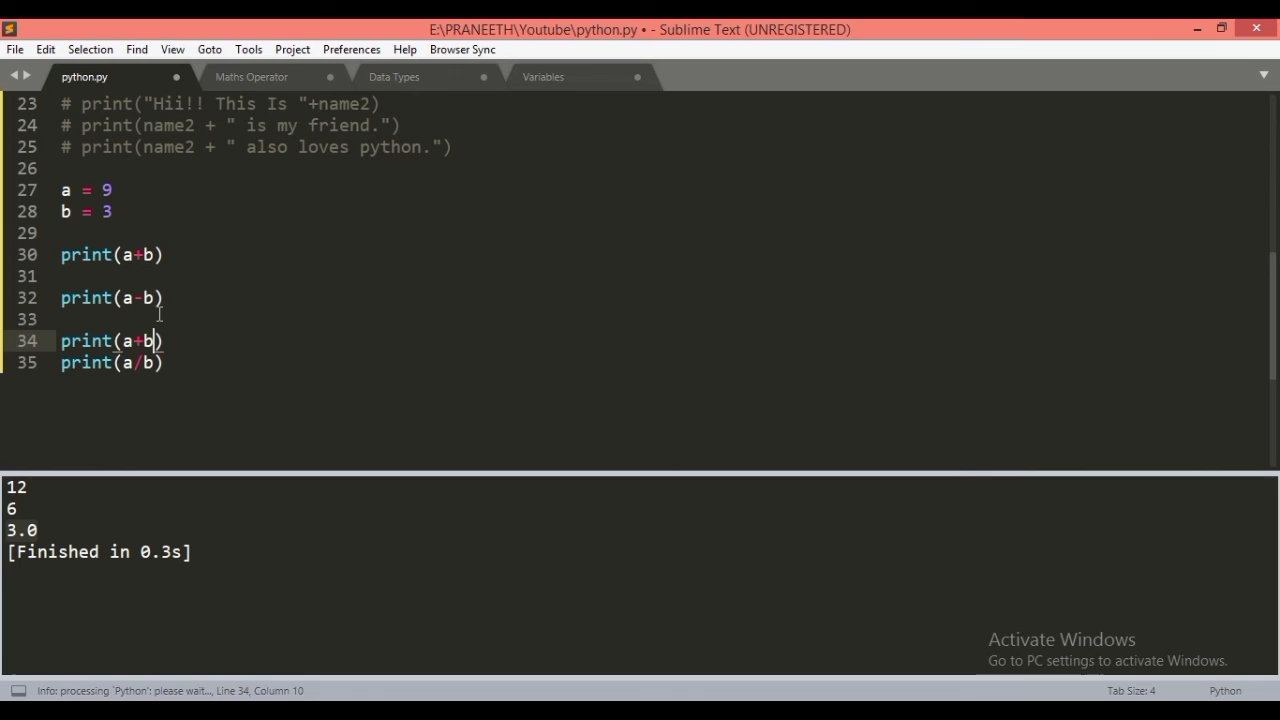 E:\PRANEETH\Youtube\python.py • - Sublime Text (UNREGISTERED)
File Edit Selection Find View Goto Tools Project Preferences Help Browser Sync
python.py Maths Operator Data Types Variables
23 # print("Hii!! This Is "+name2)
24 # print(name2 + " is my friend.")
25 # print(name2 + " also loves python.")
26
27 a = 9
28 b = 3
29
30 print(a+b)
31
32 print(a-b)
33
34 print(a+b)
35 print(a/b)
12
6
3.0
[Finished in 0.3s]
Activate Windows
Go to PC settings to activate Windows.
Info: processing `Python': please wait..., Line 34, Column 10 Tab Size: 4 Python